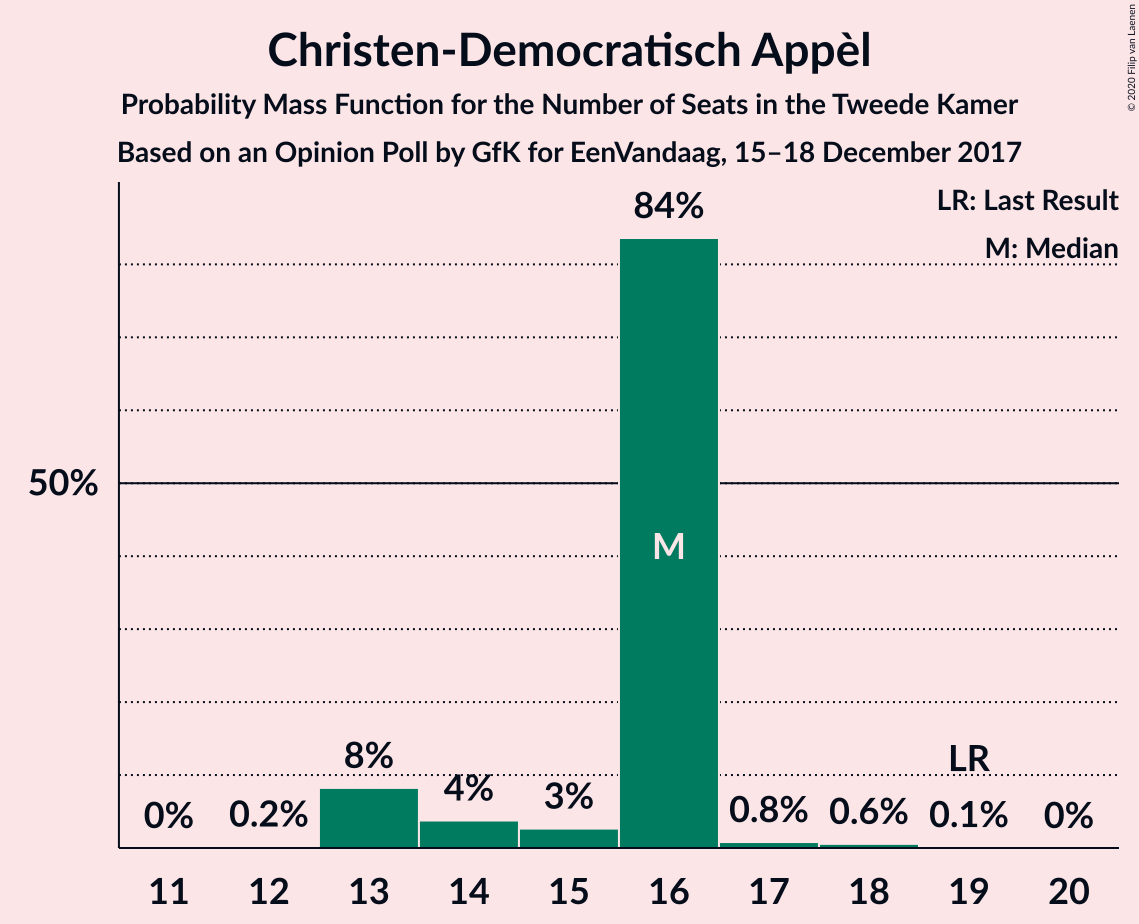 Christen-Democratisch Appèl
Probability Mass Function for the Number of Seats in the Tweede Kamer
Based on an Opinion Poll by GfK for EenVandaag, 15–18 December 2017
© 2020 Filip van Laenen
LR: Last Result
M: Median
84%
50%
M
8%
4%
3%
LR
0%
0.2%
0.8%
0.6%
0.1%
0%
11 12 13 14 15 16 17 18 19 20